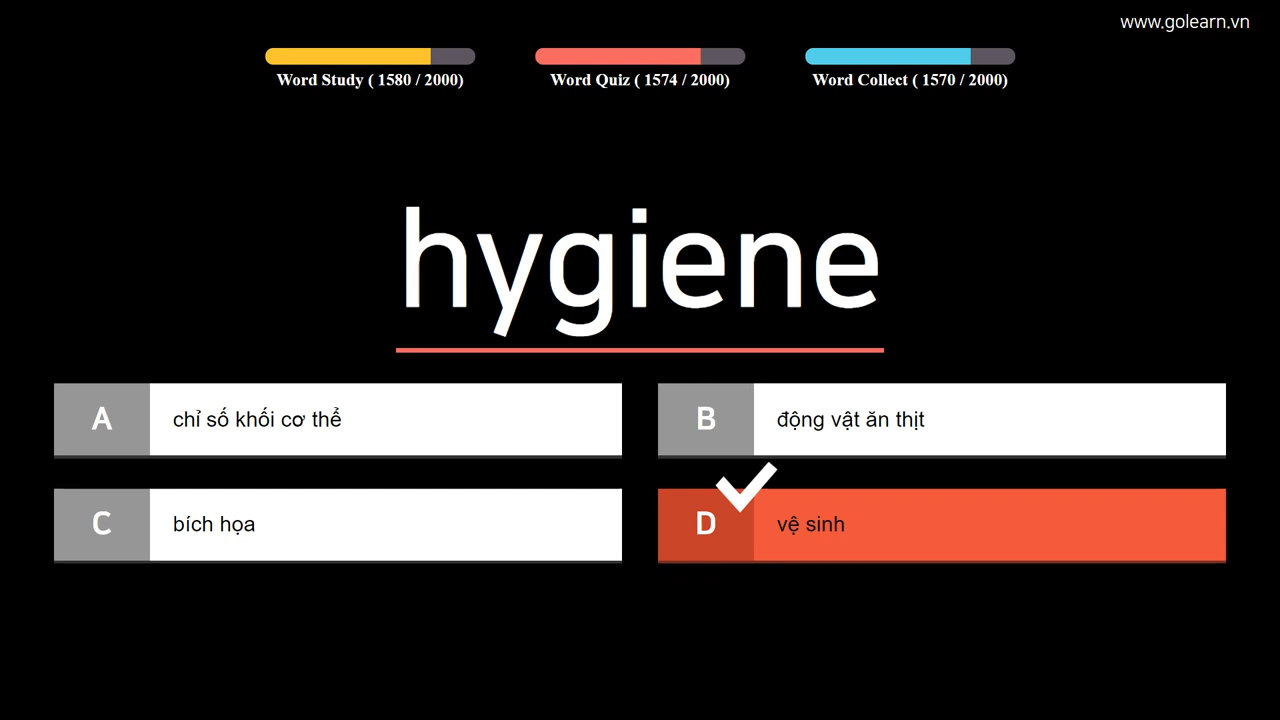 www.golearn.vn
Word Study ( 1580 / 2000)
Word Quiz ( 1574 / 2000)
Word Collect ( 1570 / 2000)
hygiene
A chỉ số khối cơ thể
B động vật ăn thịt
C bích họa
D vệ sinh